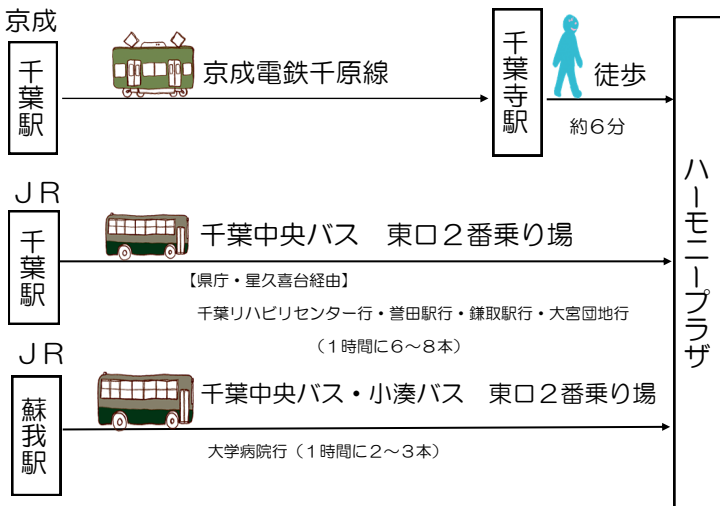 京成
千葉駅
京成電鉄千原線
千葉寺駅
徒歩
約６分
ＪＲ
千葉駅
千葉中央バス　東口２番乗り場
【県庁・星久喜台経由】
千葉リハビリセンター行・誉田駅行・鎌取駅行・大宮団地行
（１時間に６～８本）
ＪＲ
蘇我駅
千葉中央バス・小湊バス　東口２番乗り場
大学病院行（１時間に２～３本）
ハーモニープラザ